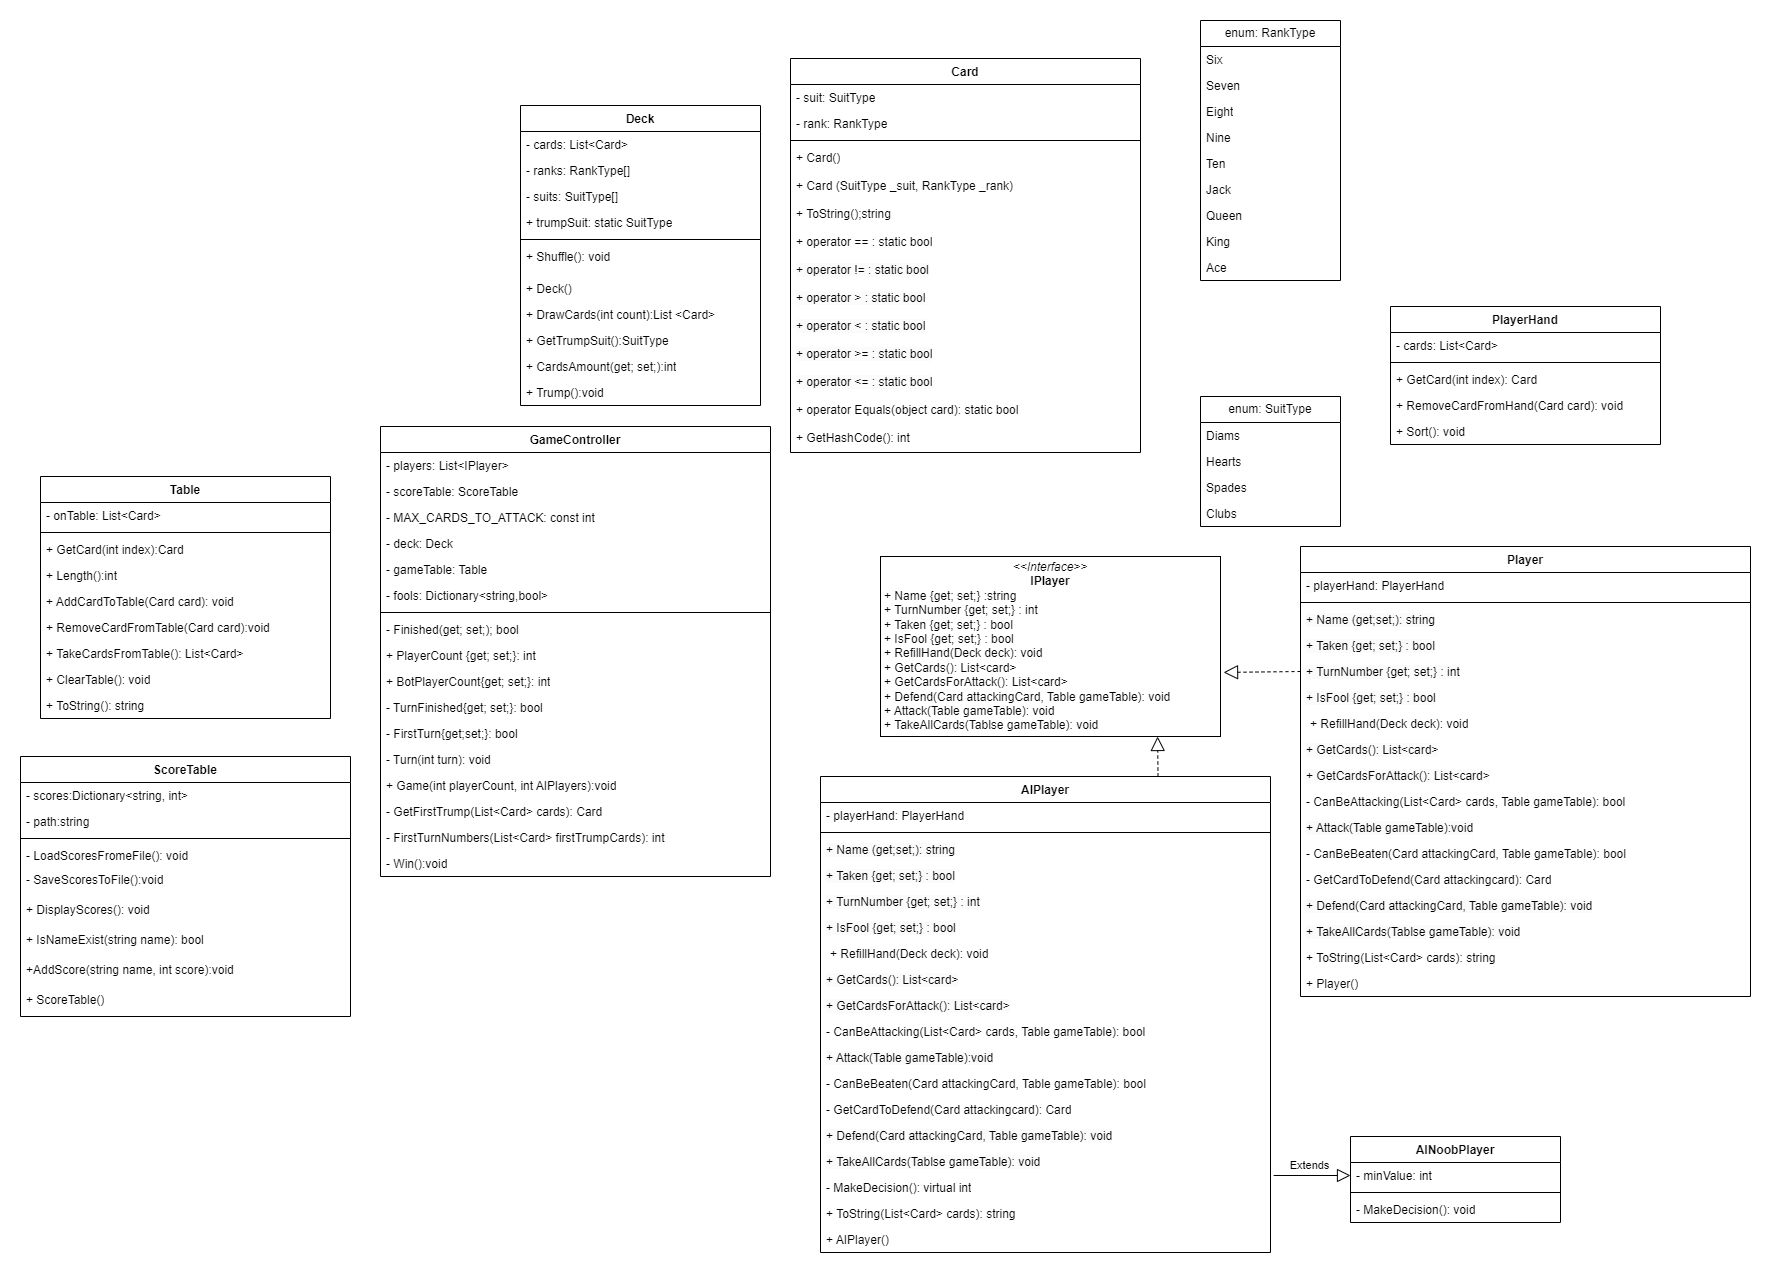 enum: RankType
Six
Seven
Eight
Nine
Ten
Jack
Queen
King
Ace
Card
- suit: SuitType
- rank: RankType
+ Card()
+ Card (SuitType _suit, RankType _rank)
+ ToString();string
+ operator == : static bool
+ operator != : static bool
+ operator > : static bool
+ operator < : static bool
+ operator >= : static bool
+ operator <= : static bool
+ operator Equals(object card): static bool
+ GetHashCode(): int
Deck
- cards: List<Card>
- ranks: RankType[]
- suits: SuitType[]
+ trumpSuit: static SuitType
+ Shuffle(): void
+ Deck()
+ DrawCards(int count):List <Card>
+ GetTrumpSuit():SuitType
+ CardsAmount(get; set;):int
+ Trump():void
PlayerHand
- cards: List<Card>
+ GetCard(int index): Card
+ RemoveCardFromHand(Card card): void
+ Sort(): void
enum: SuitType
Diams
Hearts
Spades
Clubs
GameController
- players: List<IPlayer>
- scoreTable: ScoreTable
- MAX_CARDS_TO_ATTACK: const int
- deck: Deck
- gameTable: Table
- fools: Dictionary<string,bool>
- Finished(get; set;); bool
+ PlayerCount {get; set;}: int
+ BotPlayerCount{get; set;}: int
- TurnFinished{get; set;}: bool
- FirstTurn{get;set;}: bool
- Turn(int turn): void
+ Game(int playerCount, int AIPlayers):void
- GetFirstTrump(List<Card> cards): Card
- FirstTurnNumbers(List<Card> firstTrumpCards): int
- Win():void
Table
- onTable: List<Card>
+ GetCard(int index):Card
+ Length():int
+ AddCardToTable(Card card): void
+ RemoveCardFromTable(Card card):void
+ TakeCardsFromTable(): List<Card>
+ ClearTable(): void
+ ToString(): string
ScoreTable
- scores:Dictionary<string, int>
- path:string
- LoadScoresFromeFile(): void
- SaveScoresToFile():void
+ DisplayScores(): void
+ IsNameExist(string name): bool
+AddScore(string name, int score):void
+ ScoreTable()
<<Interface>>
IPlayer
+ Name {get; set;} :string
+ TurnNumber {get; set;} : int
+ Taken {get; set;} : bool
+ IsFool {get; set;} : bool
+ RefillHand(Deck deck): void
+ GetCards(): List<card>
+ GetCardsForAttack(): List<card>
+ Defend(Card attackingCard, Table gameTable): void
+ Attack(Table gameTable): void
+ TakeAllCards(Tablse gameTable): void
Player
- playerHand: PlayerHand
+ Name (get;set;): string
+ Taken {get; set;} : bool
+ TurnNumber {get; set;} : int
+ IsFool {get; set;} : bool
+ RefillHand(Deck deck): void
+ GetCards(): List<card>
+ GetCardsForAttack(): List<card>
- CanBeAttacking(List<Card> cards, Table gameTable): bool
+ Attack(Table gameTable):void
- CanBeBeaten(Card attackingCard, Table gameTable): bool
- GetCardToDefend(Card attackingcard): Card
+ Defend(Card attackingCard, Table gameTable): void
+ TakeAllCards(Tablse gameTable): void
+ ToString(List<Card> cards): string
+ Player()
AIPlayer
- playerHand: PlayerHand
+ Name (get;set;): string
+ Taken {get; set;} : bool
+ TurnNumber {get; set;} : int
+ IsFool {get; set;} : bool
+ RefillHand(Deck deck): void
+ GetCards(): List<card>
+ GetCardsForAttack(): List<card>
- CanBeAttacking(List<Card> cards, Table gameTable): bool
+ Attack(Table gameTable):void
- CanBeBeaten(Card attackingCard, Table gameTable): bool
- GetCardToDefend(Card attackingcard): Card
+ Defend(Card attackingCard, Table gameTable): void
+ TakeAllCards(Tablse gameTable): void
- MakeDecision(): virtual int
+ ToString(List<Card> cards): string
+ AIPlayer()
Extends
AINoobPlayer
- minValue: int
- MakeDecision(): void